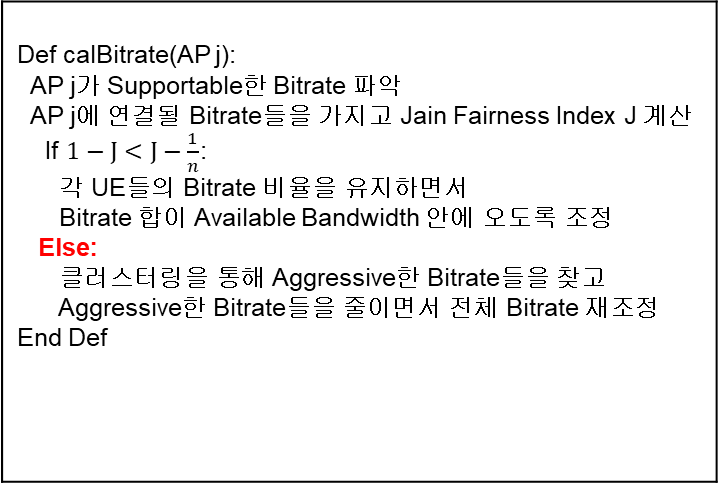 Def calBitrate(AP j):
AP j가 Supportable한 Bitrate 파악
AP j에 연결될 Bitrate들을 가지고 Jain Fairness Index J 계산
If 1 − J < J − 1/n:
각 UE들의 Bitrate 비율을 유지하면서
Bitrate 합이 Available Bandwidth 안에 오도록 조정
Else:
클러스터링을 통해 Aggressive한 Bitrate들을 찾고
Aggressive한 Bitrate들을 줄이면서 전체 Bitrate 재조정
End Def